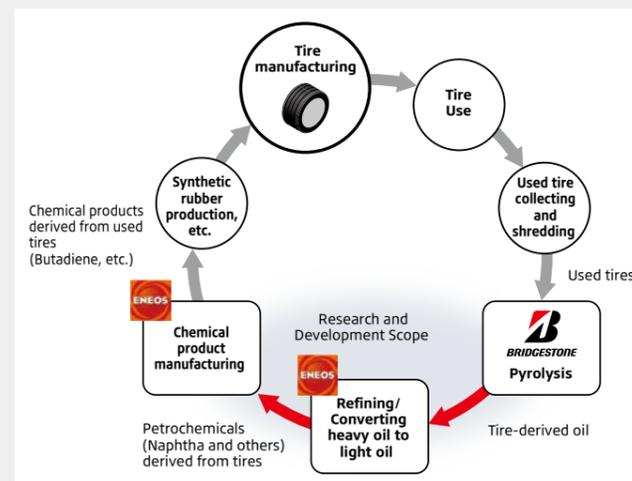 Tire
manufacturing
Tire
Use
Used tire
collecting
and
shredding
Used tires
BRIDGESTONE
Pyrolysis
Tire-derived oil
Research and
Development Scope
ENEOS
Refining/
Converting
heavy oil to
light oil
Petrochemicals
(Naphtha and others)
derived from tires
ENEOS
Chemical
product
manufacturing
Chemical products
derived from used
tires
(Butadiene, etc.)
Synthetic
rubber
production,
etc.